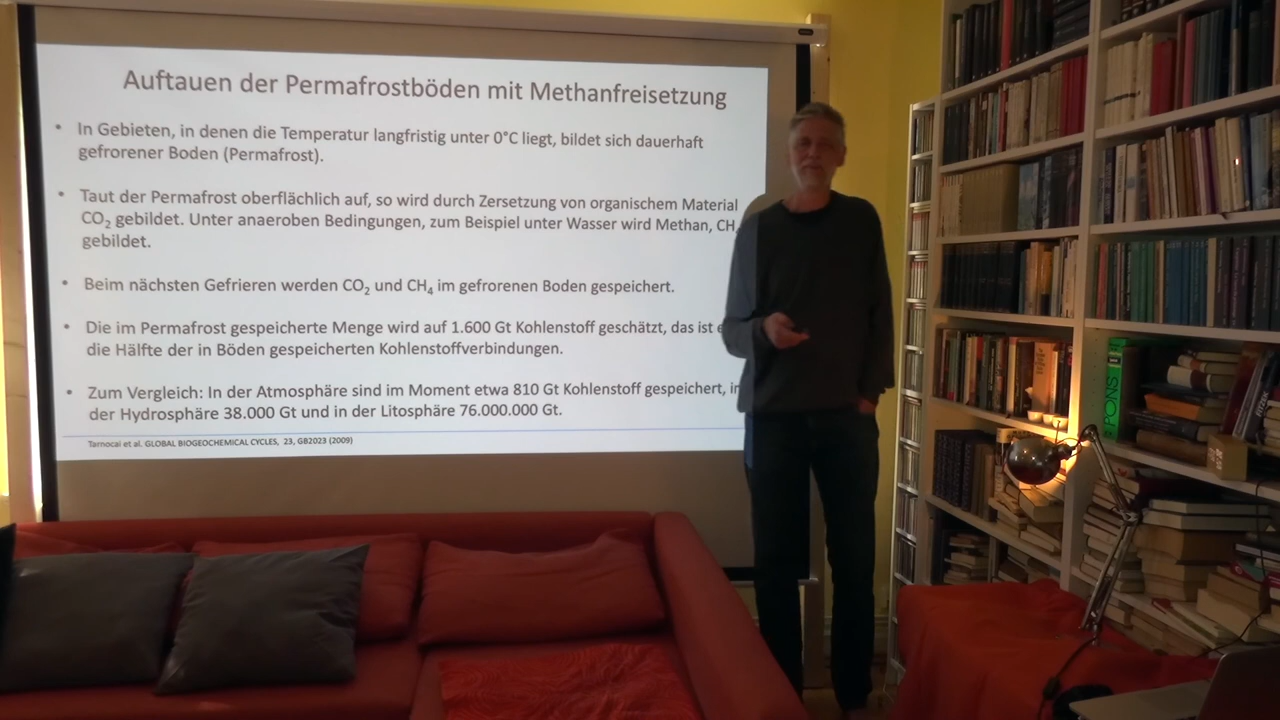 Auftauen der Permafrostböden mit Methanfreisetzung
• In Gebieten, in denen die Temperatur langfristig unter 0°C liegt, bildet sich dauerhaft
gefrorener Boden (Permafrost).
• Taut der Permafrost oberflächlich auf, so wird durch Zersetzung von organischem Material
CO₂ gebildet. Unter anaeroben Bedingungen, zum Beispiel unter Wasser wird Methan, CH
gebildet.
• Beim nächsten Gefrieren werden CO₂ und CH₄ im gefrorenen Boden gespeichert.
• Die im Permafrost gespeicherte Menge wird auf 1.600 Gt Kohlenstoff geschätzt, das ist
die Hälfte der in Böden gespeicherten Kohlenstoffverbindungen.
• Zum Vergleich: In der Atmosphäre sind im Moment etwa 810 Gt Kohlenstoff gespeichert, in
der Hydrosphäre 38.000 Gt und in der Litosphäre 76.000.000 Gt.
Tarnocai et al. GLOBAL BIOGEOCHEMICAL CYCLES, 23, GB2023 (2009)
PONS